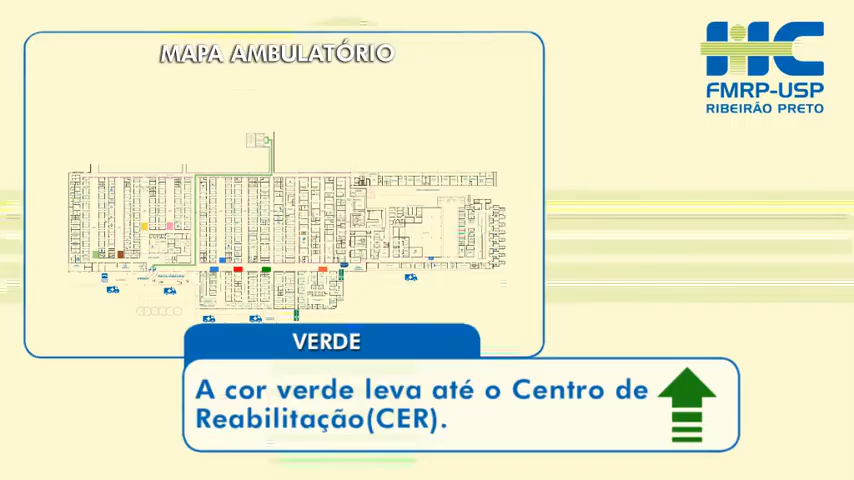 MAPA AMBULATÓRIO
HC
FMRP-USP
RIBEIRÃO PRETO
VERDE
A cor verde leva até o Centro de
Reabilitação(CER).